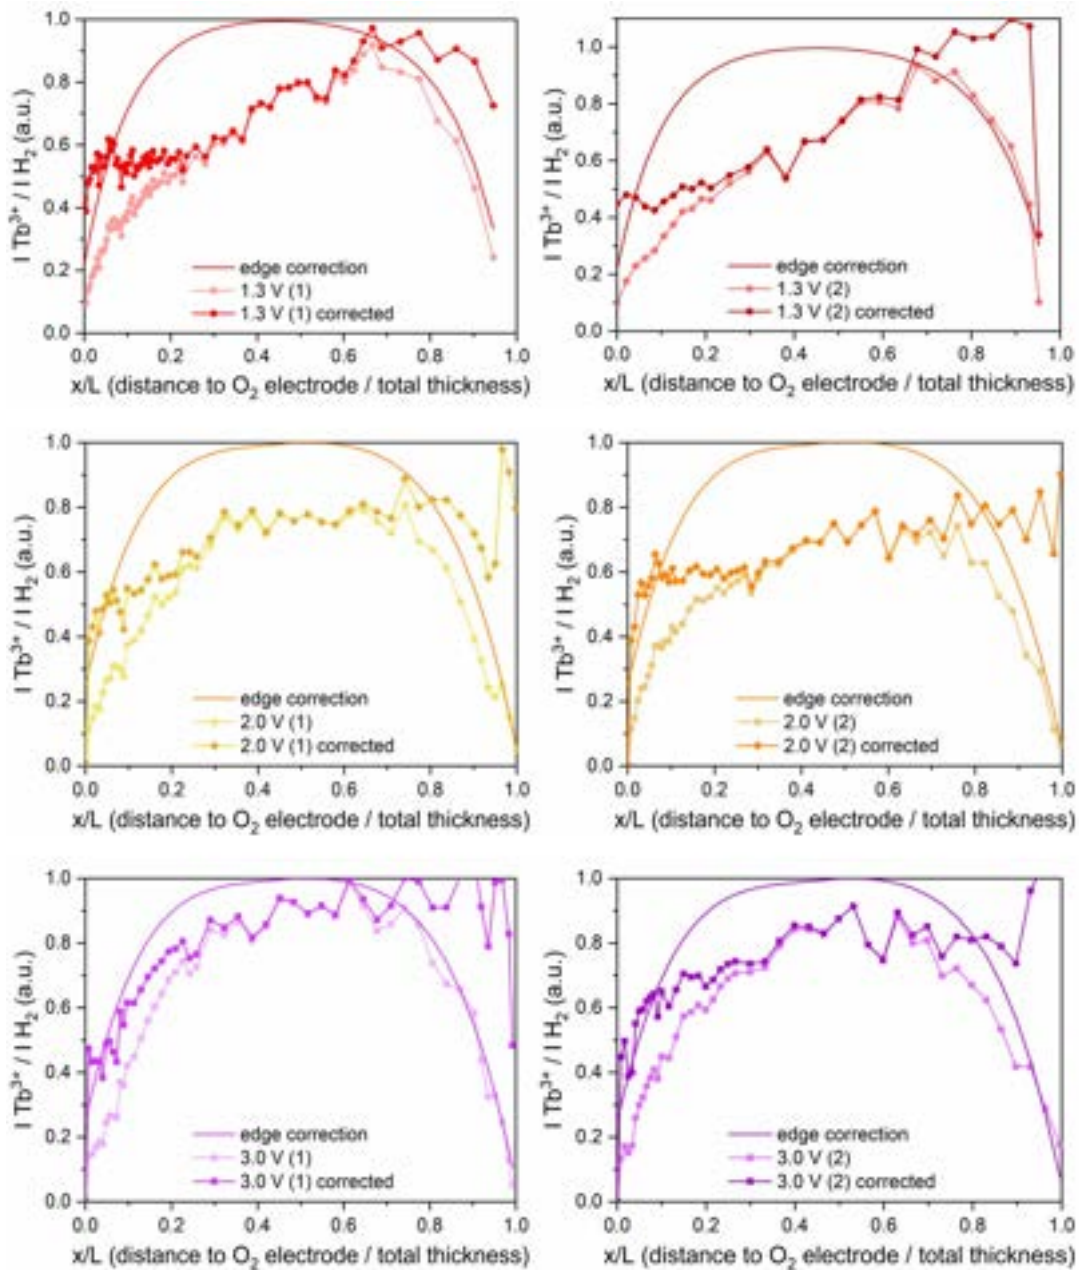 I Tb³⁺ / I H₂ (a.u.)
1.0
0.8
0.6
0.4
0.2
0.0
edge correction
1.3 V (1)
1.3 V (1) corrected
0.0 0.2 0.4 0.6 0.8 1.0
x/L (distance to O₂ electrode / total thickness)
I Tb³⁺ / I H₂ (a.u.)
1.0
0.8
0.6
0.4
0.2
0.0
edge correction
1.3 V (2)
1.3 V (2) corrected
0.0 0.2 0.4 0.6 0.8 1.0
x/L (distance to O₂ electrode / total thickness)
I Tb³⁺ / I H₂ (a.u.)
1.0
0.8
0.6
0.4
0.2
0.0
edge correction
2.0 V (1)
2.0 V (1) corrected
0.0 0.2 0.4 0.6 0.8 1.0
x/L (distance to O₂ electrode / total thickness)
I Tb³⁺ / I H₂ (a.u.)
1.0
0.8
0.6
0.4
0.2
0.0
edge correction
2.0 V (2)
2.0 V (2) corrected
0.0 0.2 0.4 0.6 0.8 1.0
x/L (distance to O₂ electrode / total thickness)
I Tb³⁺ / I H₂ (a.u.)
1.0
0.8
0.6
0.4
0.2
0.0
edge correction
3.0 V (1)
3.0 V (1) corrected
0.0 0.2 0.4 0.6 0.8 1.0
x/L (distance to O₂ electrode / total thickness)
I Tb³⁺ / I H₂ (a.u.)
1.0
0.8
0.6
0.4
0.2
0.0
edge correction
3.0 V (2)
3.0 V (2) corrected
0.0 0.2 0.4 0.6 0.8 1.0
x/L (distance to O₂ electrode / total thickness)